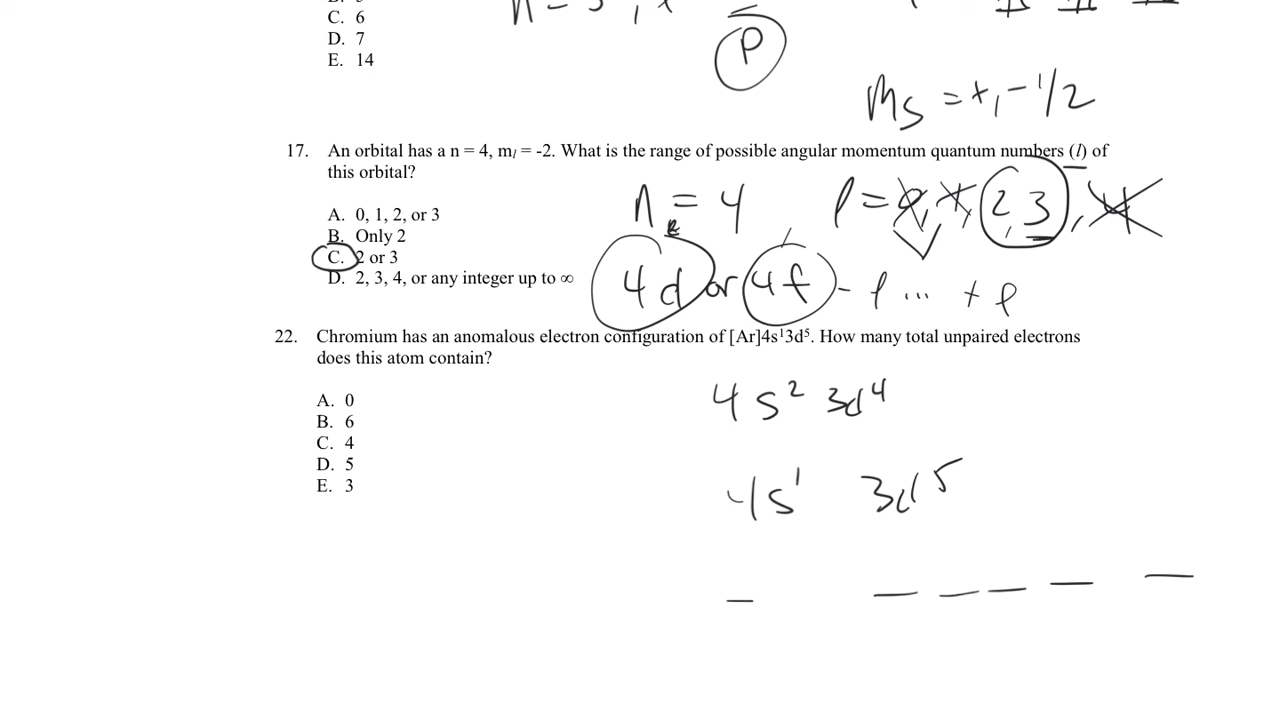 C. 6
D. 7
E. 14
P
ms = +, - 1/2
17. An orbital has a n = 4, ml = -2. What is the range of possible angular momentum quantum numbers (l) of
this orbital?
n = 4 l = 0, 1, 2, 3, 4
A. 0, 1, 2, or 3
B. Only 2
C. 2 or 3
D. 2, 3, 4, or any integer up to ∞
4d or 4f - l ... + l
22. Chromium has an anomalous electron configuration of [Ar]4s¹3d⁵. How many total unpaired electrons
does this atom contain?
A. 0
B. 6
C. 4
D. 5
E. 3
4s² 3d⁴
4s¹ 3d⁵